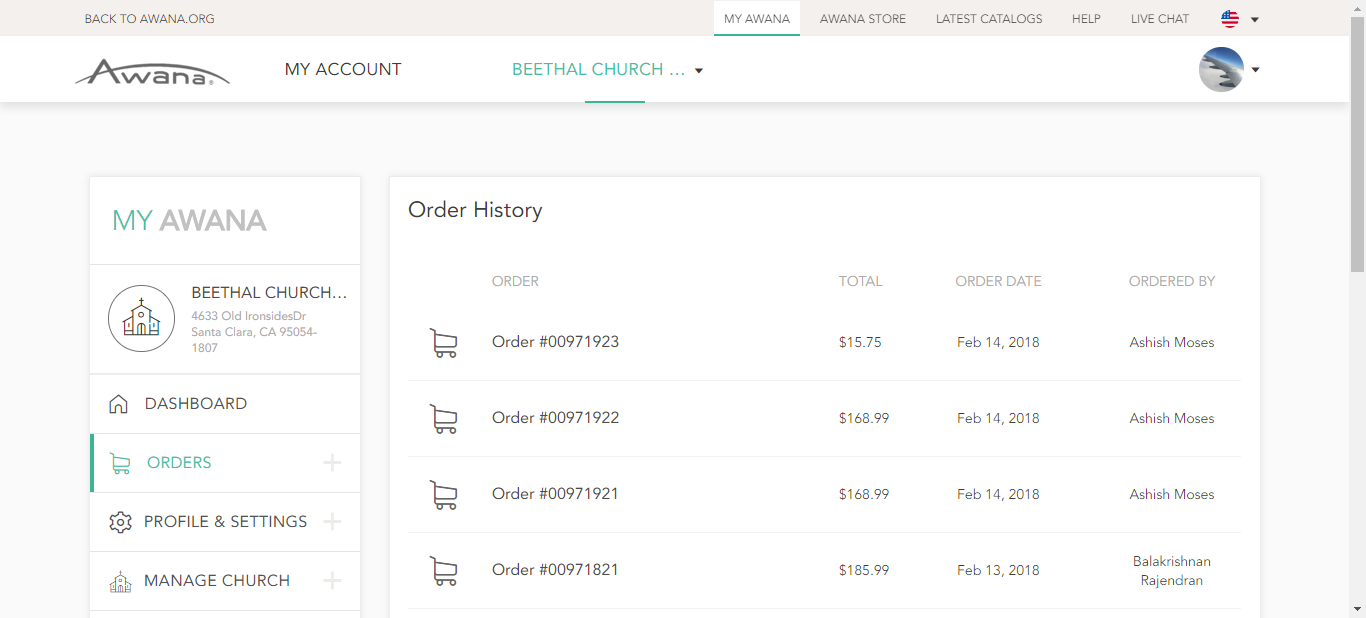 BACK TO AWANA.ORG
MY AWANA
AWANA STORE
LATEST CATALOGS
HELP
LIVE CHAT
Awana®
MY ACCOUNT
BEETHAL CHURCH ...
MY AWANA
BEETHAL CHURCH...
4633 Old IronsidesDr
Santa Clara, CA 95054-
1807
DASHBOARD
ORDERS
PROFILE & SETTINGS
MANAGE CHURCH
Order History
ORDER TOTAL ORDER DATE ORDERED BY
Order #00971923 $15.75 Feb 14, 2018 Ashish Moses
Order #00971922 $168.99 Feb 14, 2018 Ashish Moses
Order #00971921 $168.99 Feb 14, 2018 Ashish Moses
Order #00971821 $185.99 Feb 13, 2018 Balakrishnan
Rajendran